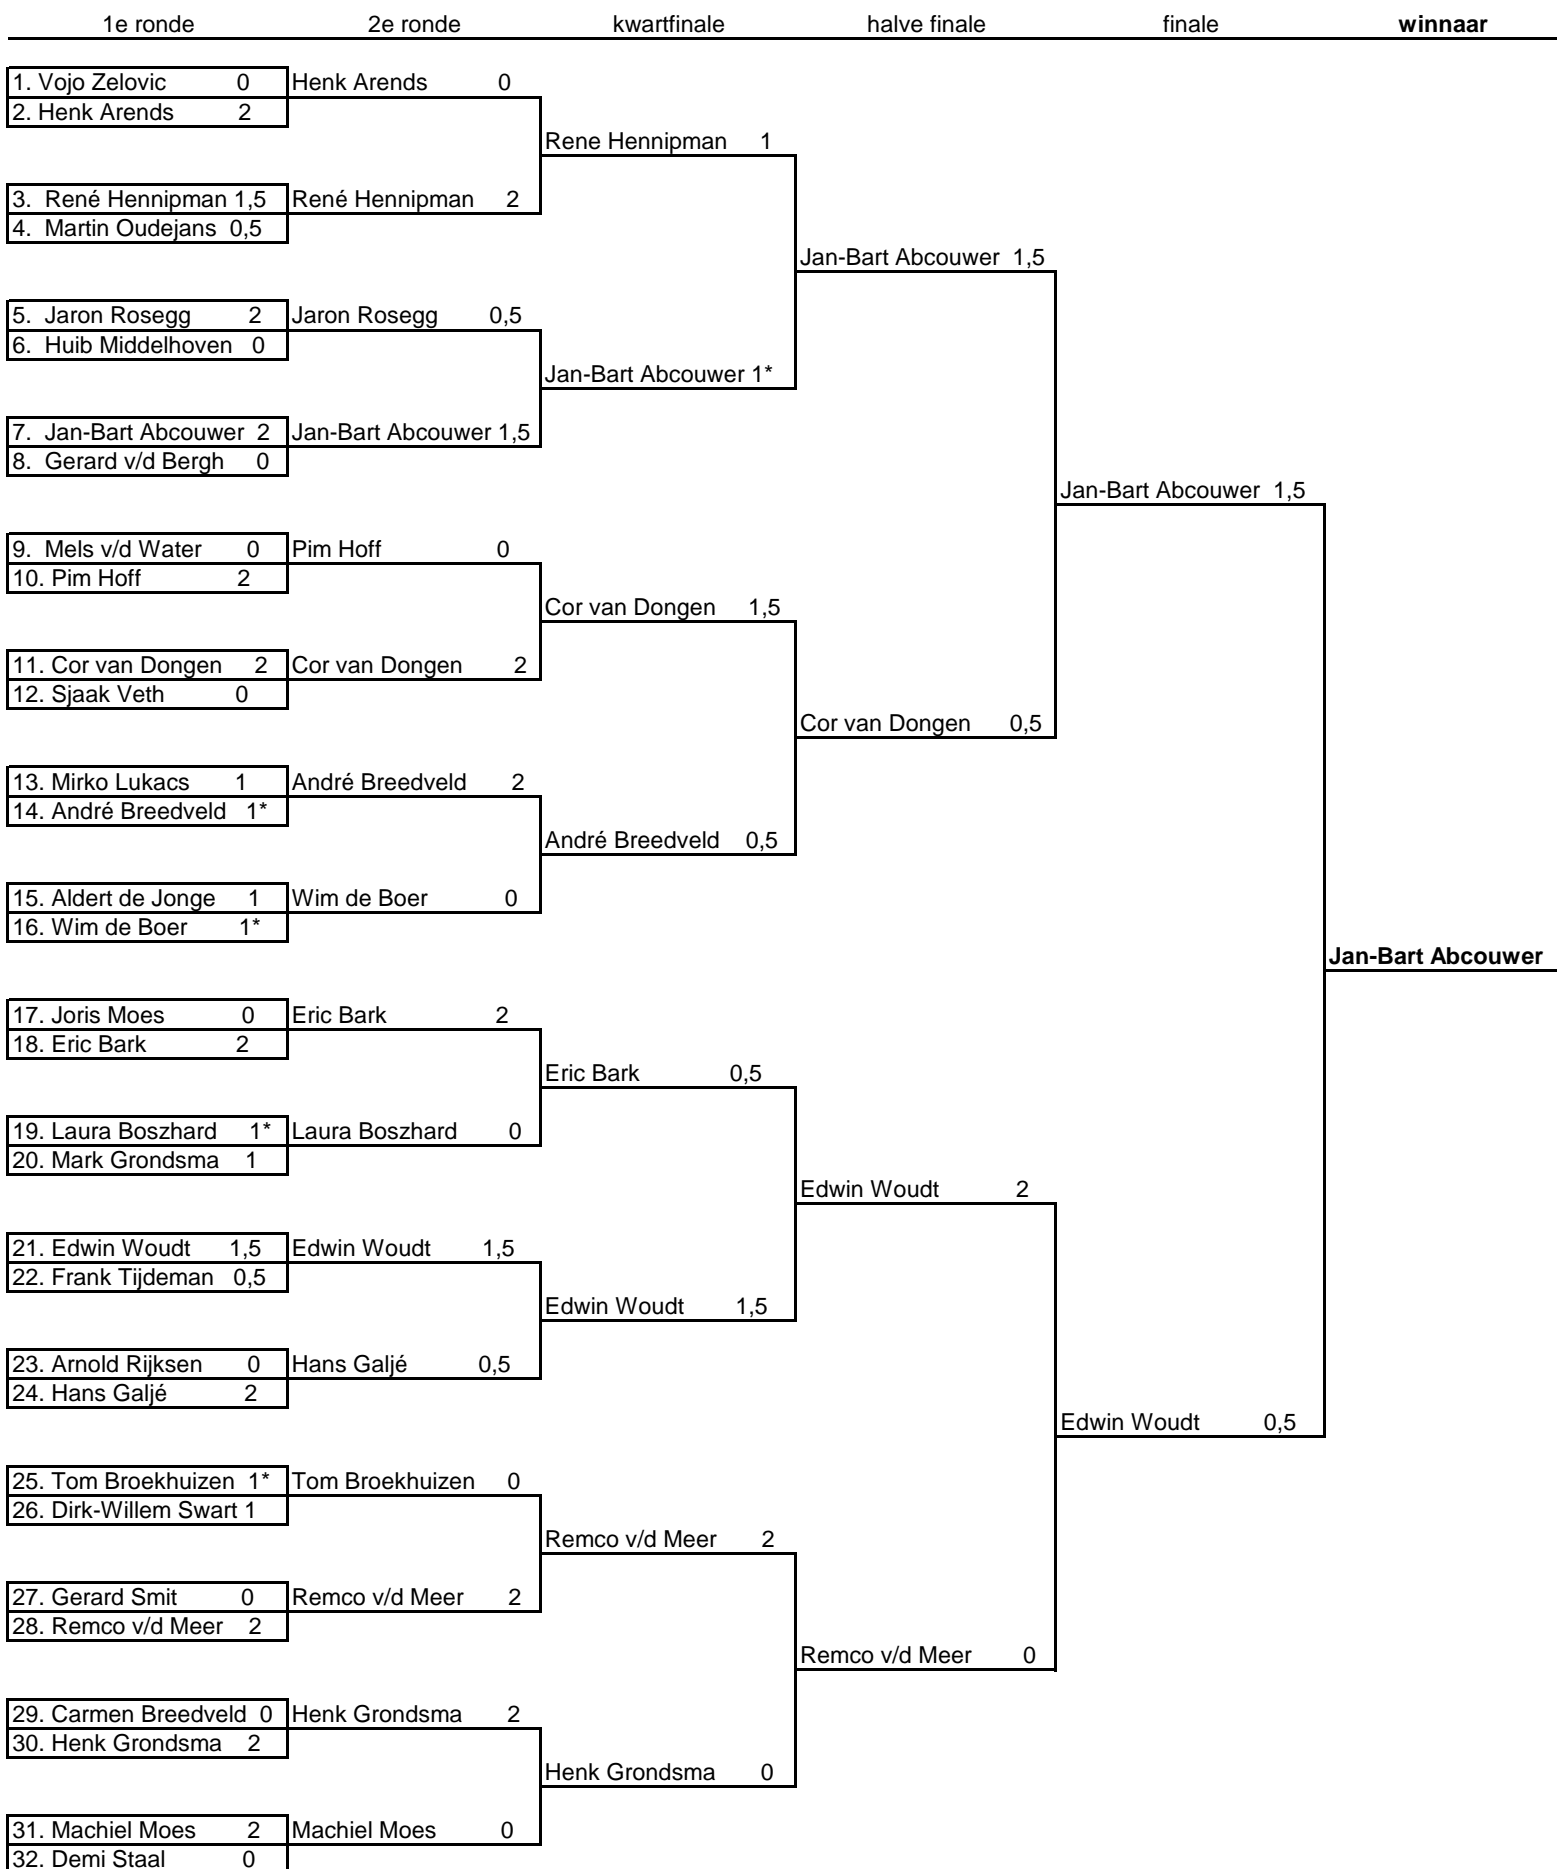 1e ronde 2e ronde kwartfinale halve finale finale winnaar
1. Vojo Zelovic 0 Henk Arends 0
2. Henk Arends 2
Rene Hennipman 1
3. René Hennipman 1,5 René Hennipman 2
4. Martin Oudejans 0,5
Jan-Bart Abcouwer 1,5
5. Jaron Rosegg 2 Jaron Rosegg 0,5
6. Huib Middelhoven 0
Jan-Bart Abcouwer 1*
7. Jan-Bart Abcouwer 2 Jan-Bart Abcouwer 1,5
8. Gerard v/d Bergh 0
Jan-Bart Abcouwer 1,5
9. Mels v/d Water 0 Pim Hoff 0
10. Pim Hoff 2
Cor van Dongen 1,5
11. Cor van Dongen 2 Cor van Dongen 2
12. Sjaak Veth 0
Cor van Dongen 0,5
13. Mirko Lukacs 1 André Breedveld 2
14. André Breedveld 1*
André Breedveld 0,5
15. Aldert de Jonge 1 Wim de Boer 0
16. Wim de Boer 1*
Jan-Bart Abcouwer
17. Joris Moes 0 Eric Bark 2
18. Eric Bark 2
Eric Bark 0,5
19. Laura Boszhard 1* Laura Boszhard 0
20. Mark Grondsma 1
Edwin Woudt 2
21. Edwin Woudt 1,5 Edwin Woudt 1,5
22. Frank Tijdeman 0,5
Edwin Woudt 1,5
23. Arnold Rijksen 0 Hans Galjé 0,5
24. Hans Galjé 2
Edwin Woudt 0,5
25. Tom Broekhuizen 1* Tom Broekhuizen 0
26. Dirk-Willem Swart 1
Remco v/d Meer 2
27. Gerard Smit 0 Remco v/d Meer 2
28. Remco v/d Meer 2
Remco v/d Meer 0
29. Carmen Breedveld 0 Henk Grondsma 2
30. Henk Grondsma 2
Henk Grondsma 0
31. Machiel Moes 2 Machiel Moes 0
32. Demi Staal 0